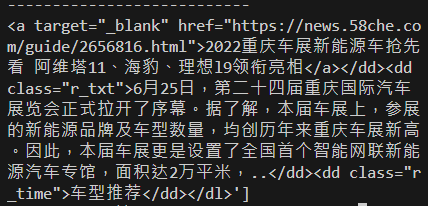 ---------------------------
<a target="_blank" href="https://news.58che.co
m/guide/2656816.html">2022重庆车展新能源车抢先
看 阿维塔11、海豹、理想l9领衔亮相</a></dd><dd
class="r_txt">6月25日，第二十四届重庆国际汽车
展览会正式拉开了序幕。据了解，本届车展上，参展
的新能源品牌及车型数量，均创历年来重庆车展新高
。因此，本届车展更是设置了全国首个智能网联新能
源汽车专馆，面积达2万平米，..</dd><dd class="r
_time">车型推荐</dd></dl>']